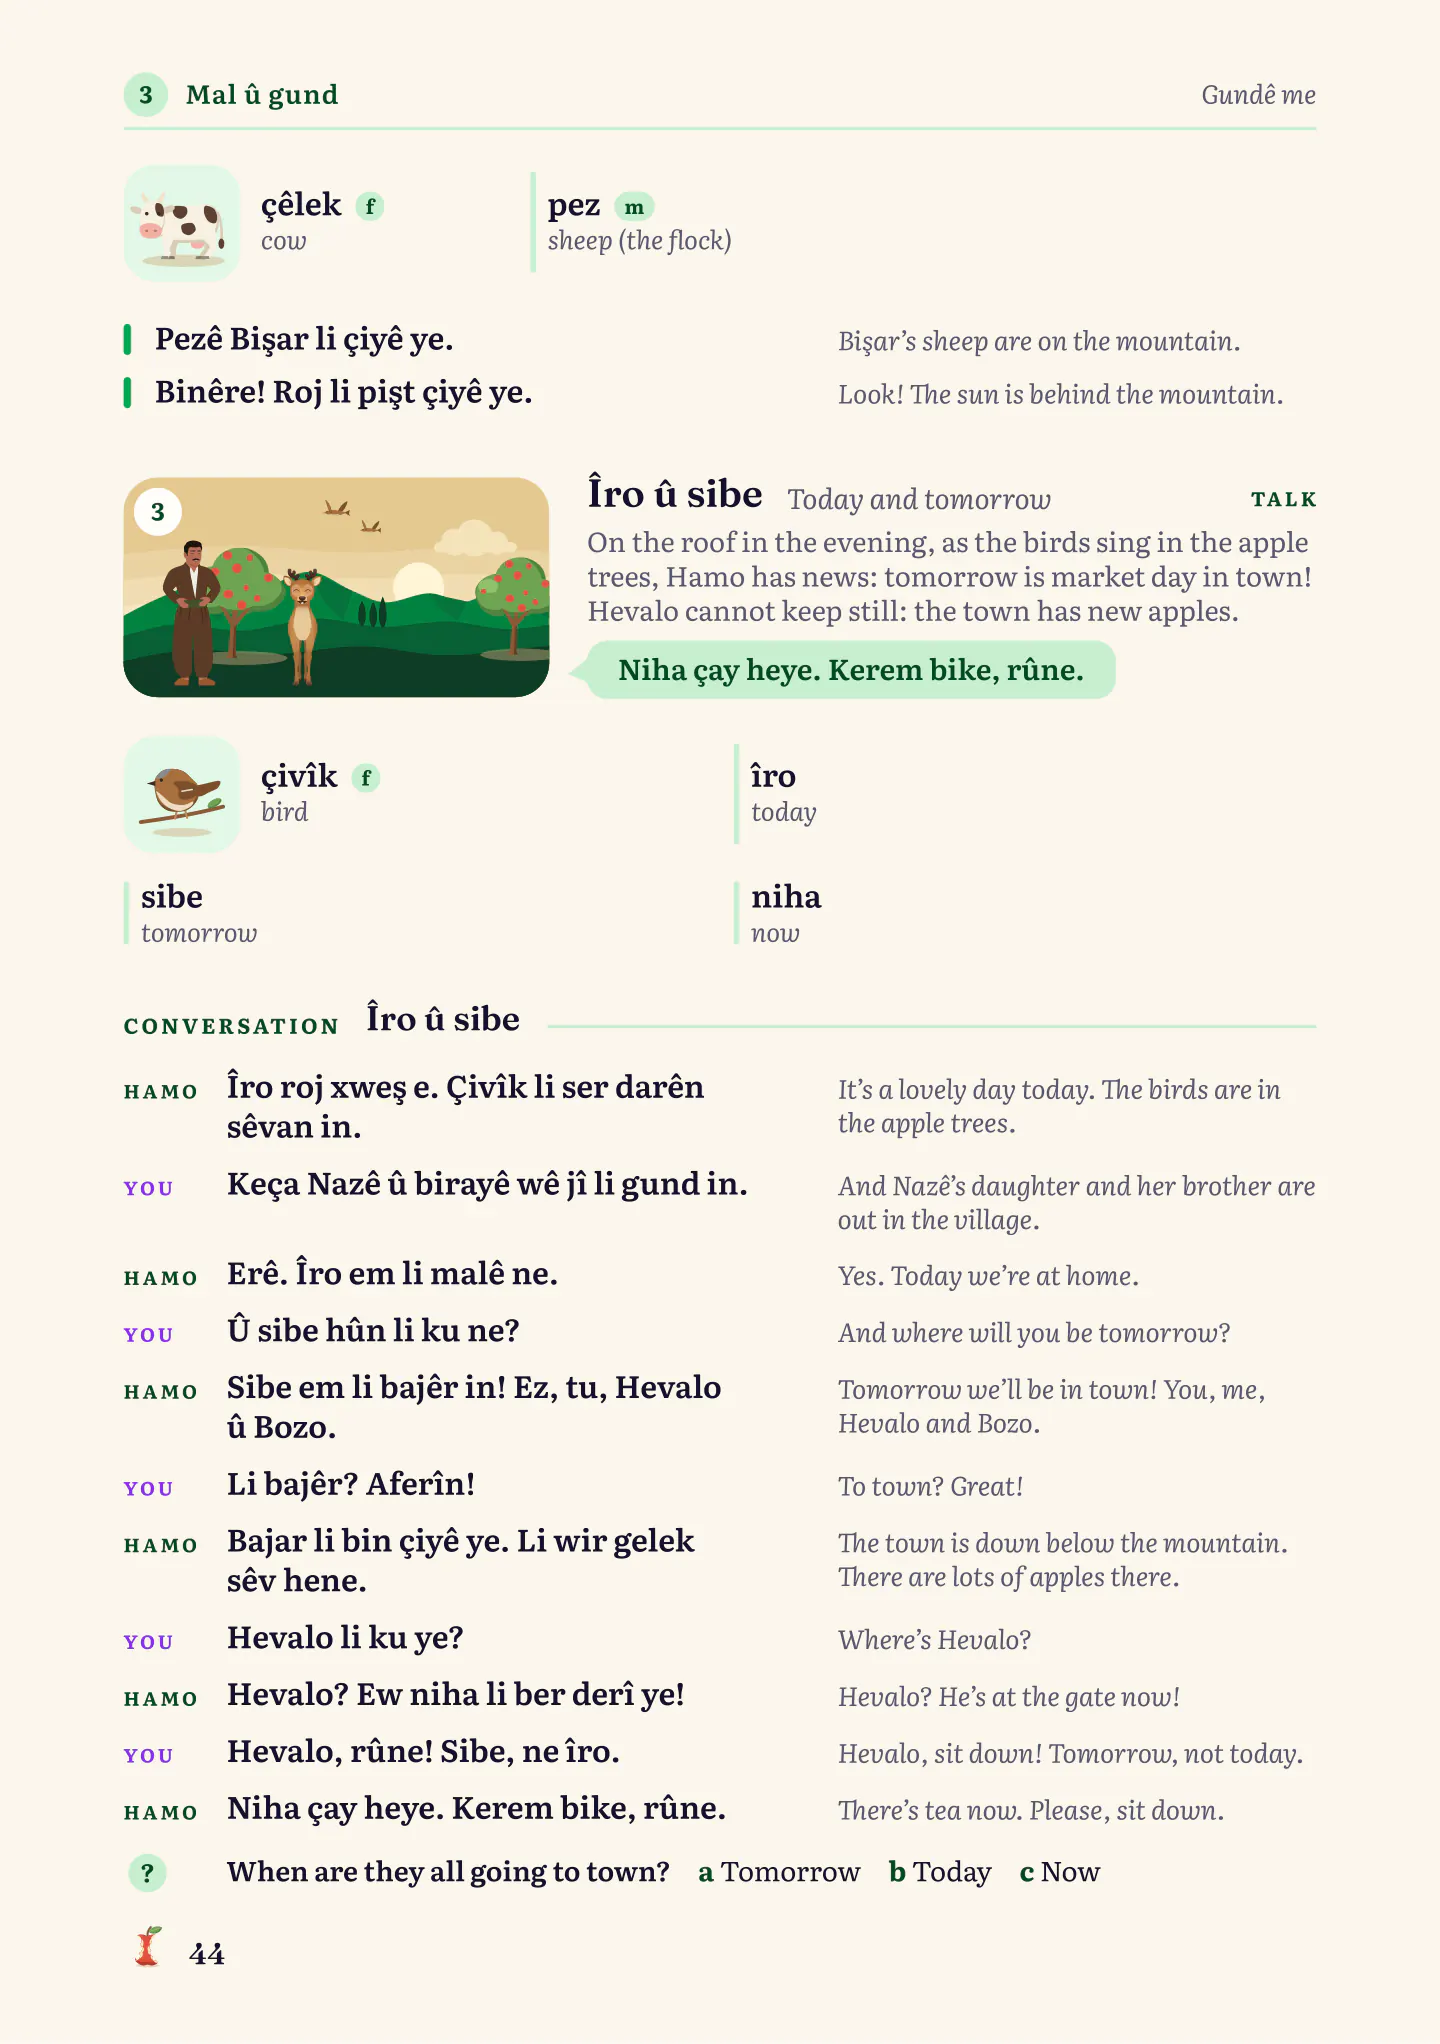 3 Mal û gund Gundê me
çêlek f
cow
pez m
sheep (the flock)
Pezê Bişar li çiyê ye. Bişar’s sheep are on the mountain.
Binêre! Roj li pişt çiyê ye. Look! The sun is behind the mountain.
3
Îro û sibe Today and tomorrow TALK
On the roof in the evening, as the birds sing in the apple
trees, Hamo has news: tomorrow is market day in town!
Hevalo cannot keep still: the town has new apples.
Niha çay heye. Kerem bike, rûne.
çivîk f
bird
îro
today
sibe
tomorrow
niha
now
CONVERSATION Îro û sibe
HAMO Îro roj xweş e. Çivîk li ser darên
sêvan in.
It’s a lovely day today. The birds are in
the apple trees.
YOU Keça Nazê û birayê wê jî li gund in.
And Nazê’s daughter and her brother are
out in the village.
HAMO Erê. Îro em li malê ne. Yes. Today we’re at home.
YOU Û sibe hûn li ku ne? And where will you be tomorrow?
HAMO Sibe em li bajêr in! Ez, tu, Hevalo
û Bozo.
Tomorrow we’ll be in town! You, me,
Hevalo and Bozo.
YOU Li bajêr? Aferîn! To town? Great!
HAMO Bajar li bin çiyê ye. Li wir gelek
sêv hene.
The town is down below the mountain.
There are lots of apples there.
YOU Hevalo li ku ye? Where’s Hevalo?
HAMO Hevalo? Ew niha li ber derî ye! Hevalo? He’s at the gate now!
YOU Hevalo, rûne! Sibe, ne îro. Hevalo, sit down! Tomorrow, not today.
HAMO Niha çay heye. Kerem bike, rûne. There’s tea now. Please, sit down.
? When are they all going to town? a Tomorrow b Today c Now
44